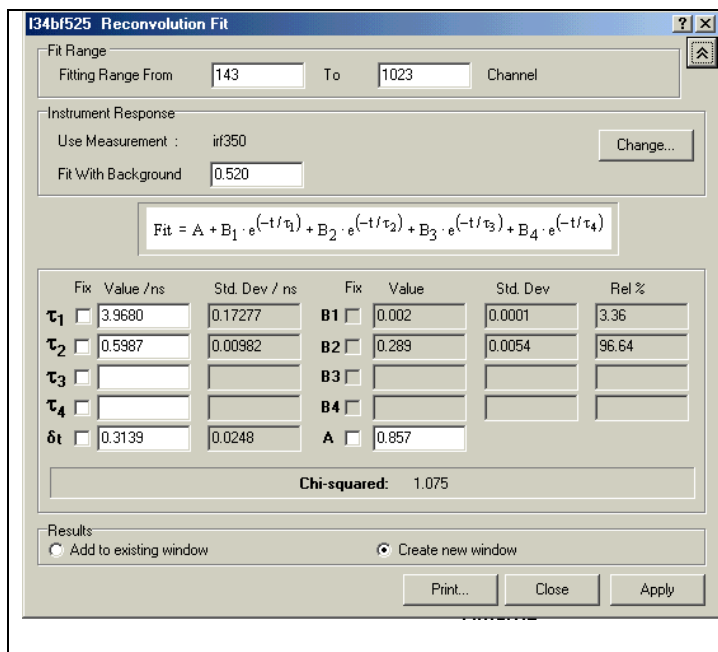 I34bf525 Reconvolution Fit
Fit Range
Fitting Range From 143 To 1023 Channel
Instrument Response
Use Measurement : irf350 Change...
Fit With Background 0.520
Fit = A + B1 · e(-t/τ1) + B2 · e(-t/τ2) + B3 · e(-t/τ3) + B4 · e(-t/τ4)
Fix Value /ns Std. Dev / ns Fix Value Std. Dev Rel %
τ1 3.9680 0.17277 B1 0.002 0.0001 3.36
τ2 0.5987 0.00982 B2 0.289 0.0054 96.64
τ3 B3
τ4 B4
δt 0.3139 0.0248 A 0.857
Chi-squared: 1.075
Results
Add to existing window Create new window
Print... Close Apply